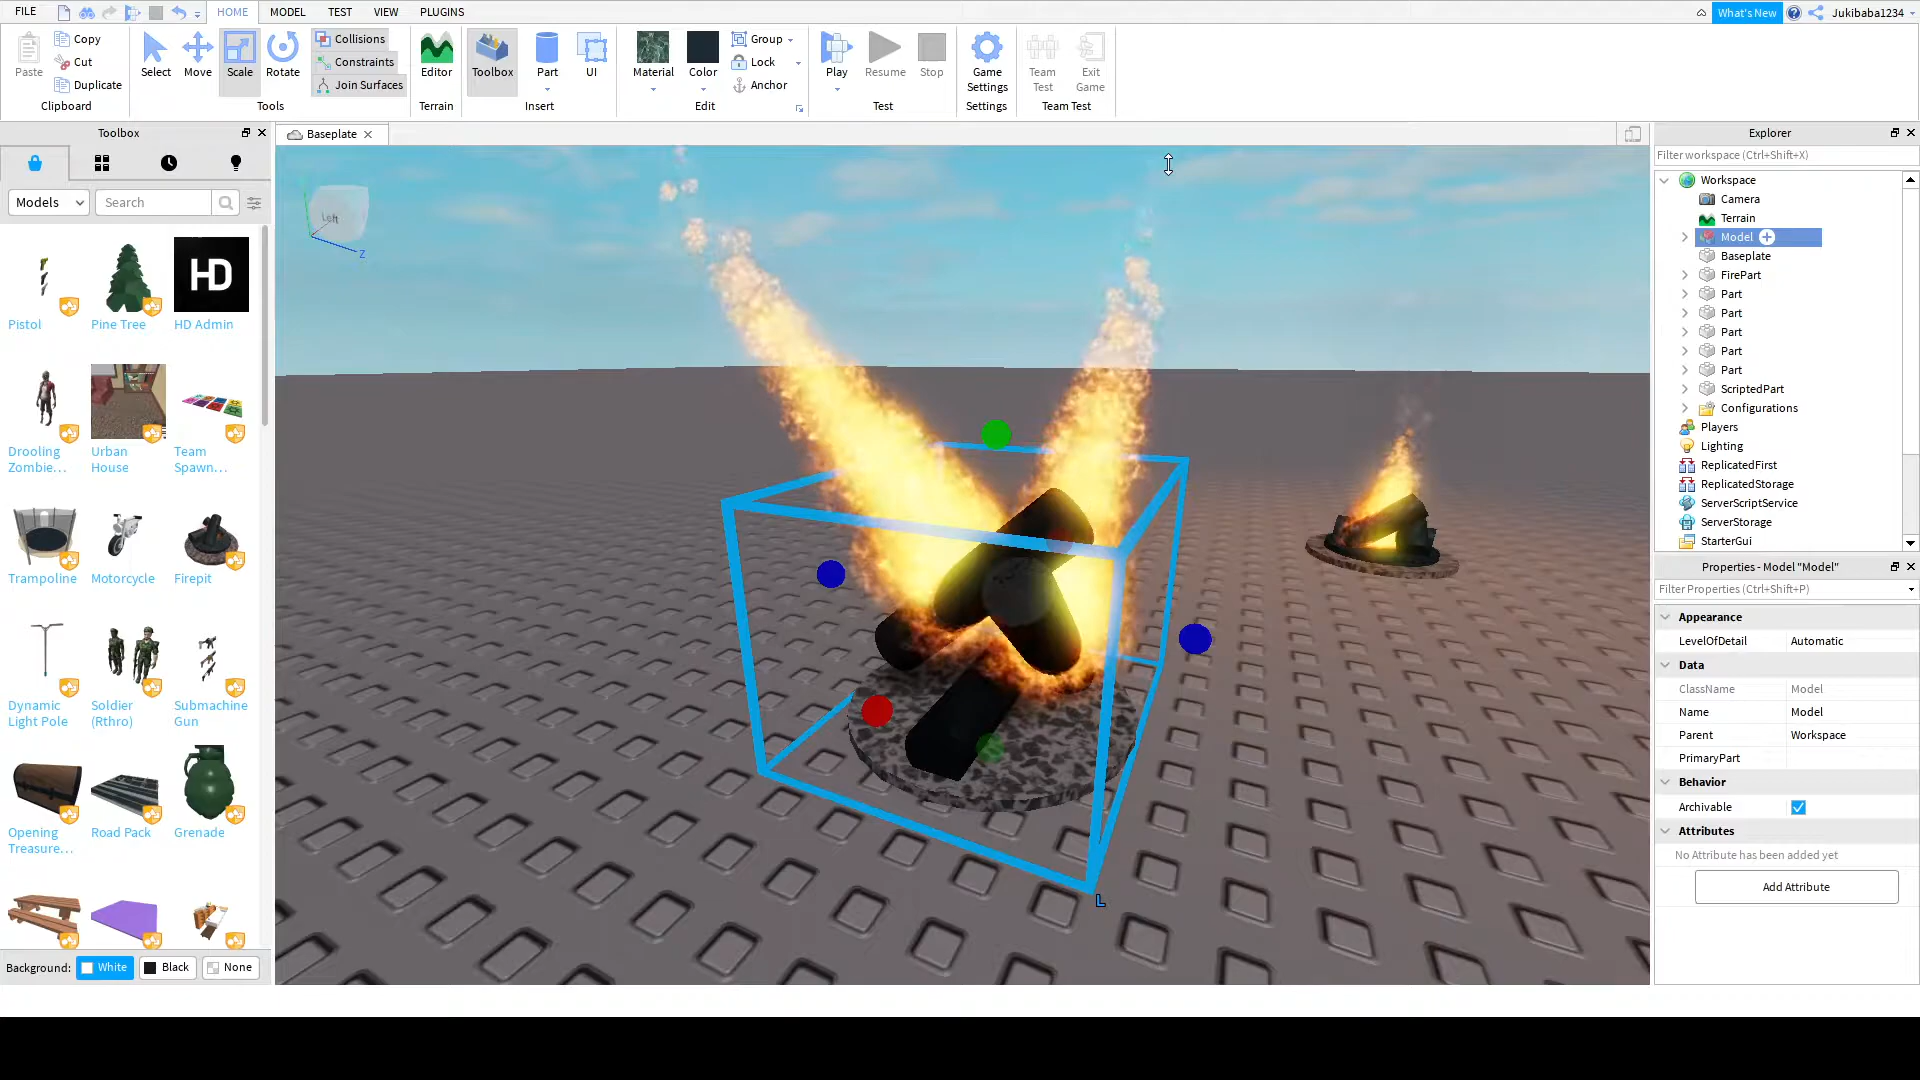 FILE HOME MODEL TEST VIEW PLUGINS What's New Jukibaba1234
Paste Copy Cut Duplicate Clipboard
Select Move Scale Rotate Collisions Constraints Join Surfaces Tools
Editor Terrain
Toolbox Part UI Insert
Material Color Group Lock Anchor Edit
Play Resume Stop Test
Game Settings Settings
Team Test Exit Game Team Test
Toolbox
Models Search
Pistol Pine Tree HD HD Admin
Drooling Zombie... Urban House Team Spawn...
Trampoline Motorcycle Firepit
Dynamic Light Pole Soldier (Rthro) Submachine Gun
Opening Treasure... Road Pack Grenade
Background: White Black None
Baseplate
Left
Z
L
Explorer
Filter workspace (Ctrl+Shift+X)
Workspace
Camera
Terrain
Model
Baseplate
FirePart
Part
Part
Part
Part
Part
ScriptedPart
Configurations
Players
Lighting
ReplicatedFirst
ReplicatedStorage
ServerScriptService
ServerStorage
StarterGui
Properties - Model "Model"
Filter Properties (Ctrl+Shift+P)
Appearance
LevelOfDetail Automatic
Data
ClassName Model
Name Model
Parent Workspace
PrimaryPart
Behavior
Archivable
Attributes
No Attribute has been added yet
Add Attribute